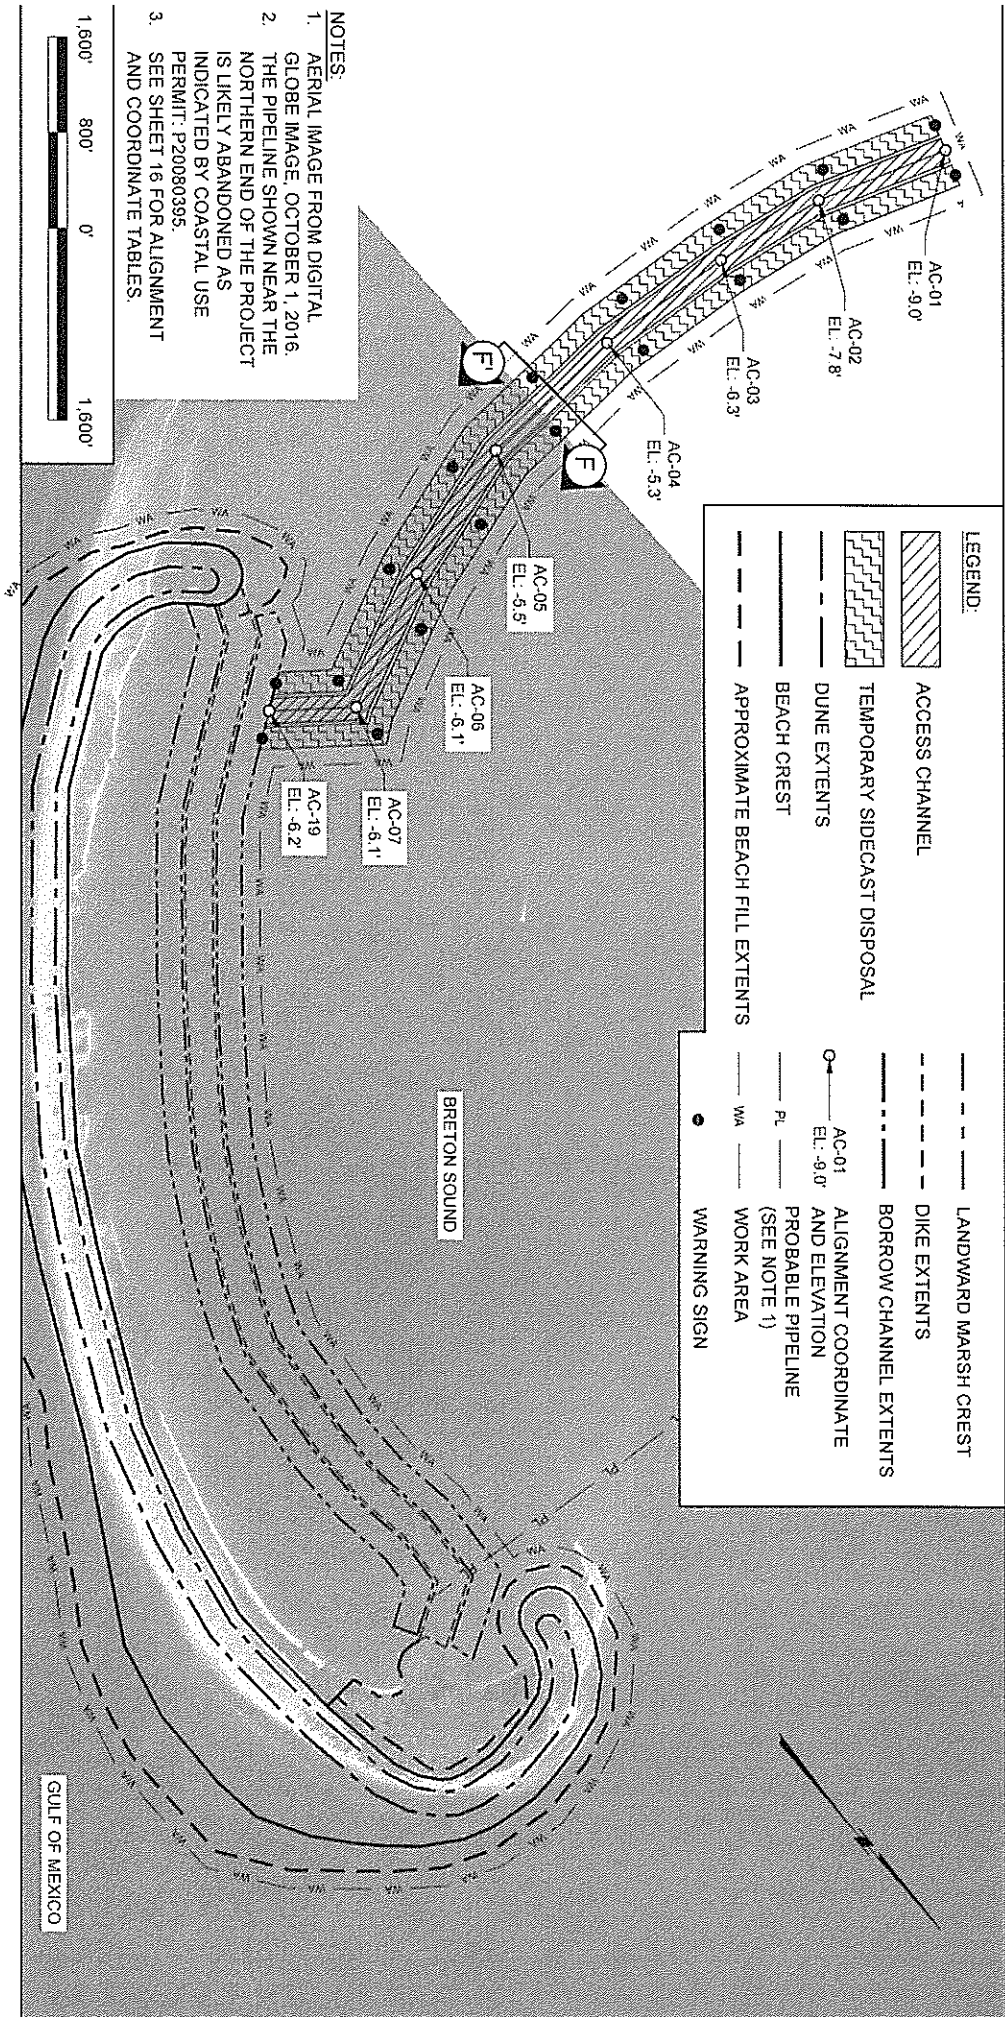 LEGEND:
ACCESS CHANNEL
TEMPORARY SIDECAST DISPOSAL
DUNE EXTENTS
BEACH CREST
APPROXIMATE BEACH FILL EXTENTS
LANDWARD MARSH CREST
DIKE EXTENTS
BORROW CHANNEL EXTENTS
AC-01
EL: -9.0'
ALIGNMENT COORDINATE
AND ELEVATION
PL
PROBABLE PIPELINE
(SEE NOTE 1)
WA
WORK AREA
WARNING SIGN
AC-01
EL: -9.0'
AC-02
EL: -7.8'
AC-03
EL: -6.3'
AC-04
EL: -5.3'
F
F'
AC-05
EL: -5.5'
AC-06
EL: -6.1'
AC-07
EL: -6.1'
AC-19
EL: -6.2'
BRETON SOUND
PL
PL
WA
GULF OF MEXICO
NOTES:
1. AERIAL IMAGE FROM DIGITAL
GLOBE IMAGE, OCTOBER 1, 2016.
2. THE PIPELINE SHOWN NEAR THE
NORTHERN END OF THE PROJECT
IS LIKELY ABANDONED AS
INDICATED BY COASTAL USE
PERMIT: P20080395.
3. SEE SHEET 16 FOR ALIGNMENT
AND COORDINATE TABLES.
1,600' 800' 0' 1,600'